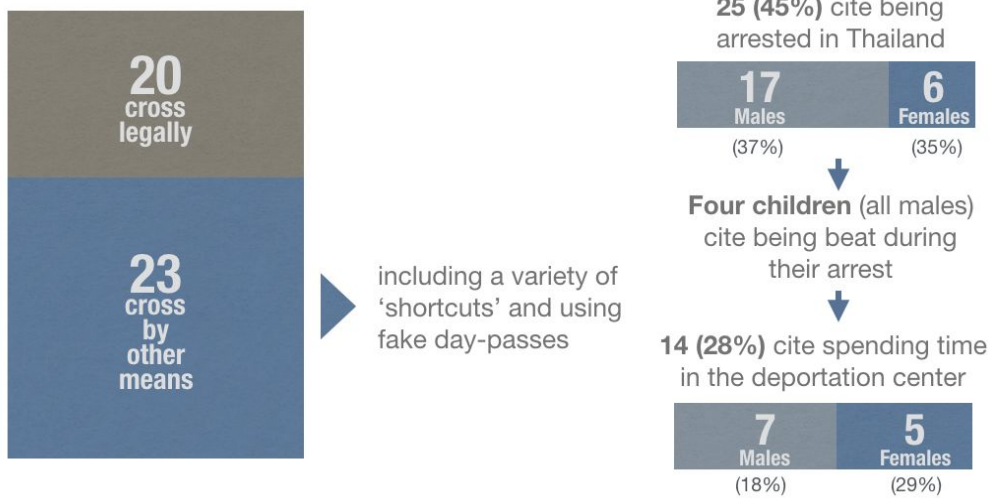 20
cross
legally
23
cross
by
other
means
including a variety of
‘shortcuts’ and using
fake day-passes
25 (45%) cite being
arrested in Thailand
17
Males
6
Females
(37%)
(35%)
Four children (all males)
cite being beat during
their arrest
14 (28%) cite spending time
in the deportation center
7
Males
5
Females
(18%)
(29%)